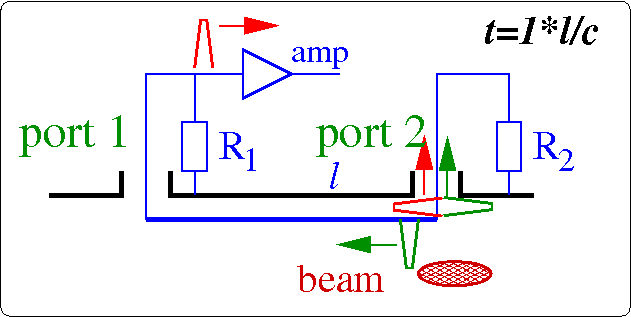 t=1*l/c
amp
port 1
R1
port 2
R2
l
beam